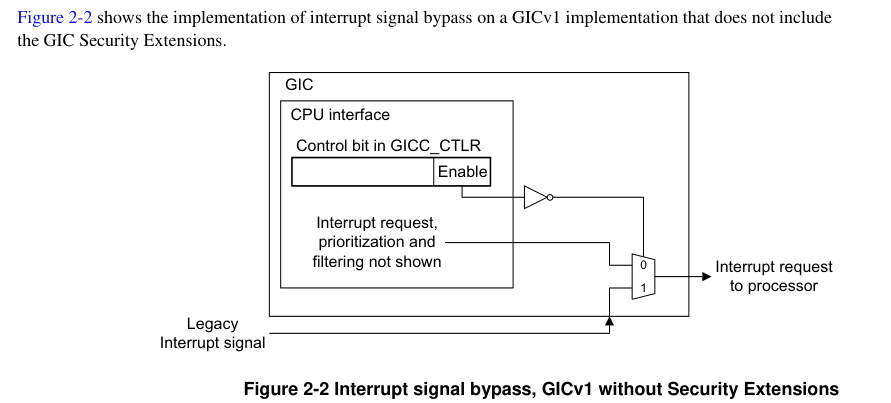 Figure 2-2 shows the implementation of interrupt signal bypass on a GICv1 implementation that does not include
the GIC Security Extensions.
GIC
CPU interface
Control bit in GICC_CTLR
Enable
Interrupt request,
prioritization and
filtering not shown
0
1
Interrupt request
to processor
Legacy
Interrupt signal
Figure 2-2 Interrupt signal bypass, GICv1 without Security Extensions